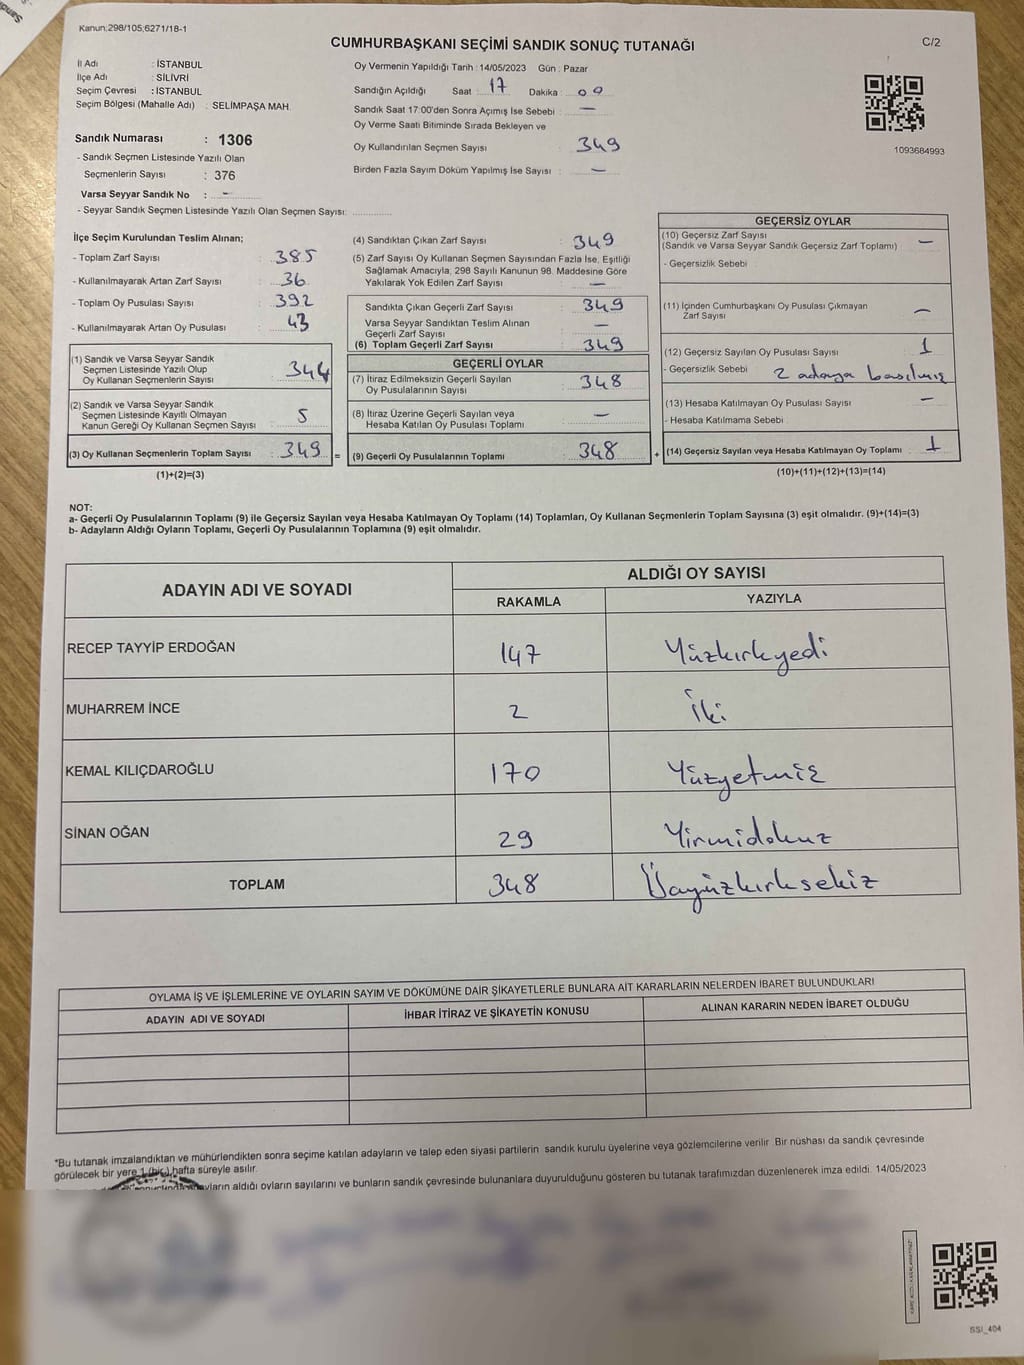 Kanun:298/105;6271/18-1
CUMHURBAŞKANI SEÇİMİ SANDIK SONUÇ TUTANAĞI
C/2
İl Adı : İSTANBUL
İlçe Adı : SİLİVRİ
Seçim Çevresi : İSTANBUL
Seçim Bölgesi (Mahalle Adı) : SELİMPAŞA MAH.
Sandık Numarası : 1306
- Sandık Seçmen Listesinde Yazılı Olan
Seçmenlerin Sayısı : 376
Varsa Seyyar Sandık No : -
- Seyyar Sandık Seçmen Listesinde Yazılı Olan Seçmen Sayısı: ..............
Oy Vermenin Yapıldığı Tarih : 14/05/2023 Gün : Pazar
Sandığın Açıldığı Saat : 17 Dakika : 00
Sandık Saat 17:00'den Sonra Açımış İse Sebebi : —
Oy Verme Saati Bitiminde Sırada Bekleyen ve
Oy Kullandırılan Seçmen Sayısı : 349
Birden Fazla Sayım Döküm Yapılmış İse Sayısı : —
1093684993
İlçe Seçim Kurulundan Teslim Alınan;
- Toplam Zarf Sayısı : 385
- Kullanılmayarak Artan Zarf Sayısı : 36
- Toplam Oy Pusulası Sayısı : 392
- Kullanılmayarak Artan Oy Pusulası : 43
(1) Sandık ve Varsa Seyyar Sandık
Seçmen Listesinde Yazılı Olup
Oy Kullanan Seçmenlerin Sayısı : 344
(2) Sandık ve Varsa Seyyar Sandık
Seçmen Listesinde Kayıtlı Olmayan
Kanun Gereği Oy Kullanan Seçmen Sayısı : 5
(3) Oy Kullanan Seçmenlerin Toplam Sayısı : 349 =
(1)+(2)=(3)
(4) Sandıktan Çıkan Zarf Sayısı : 349
(5) Zarf Sayısı Oy Kullanan Seçmen Sayısından Fazla İse, Eşitliği
Sağlamak Amacıyla, 298 Sayılı Kanunun 98. Maddesine Göre
Yakılarak Yok Edilen Zarf Sayısı : —
Sandıkta Çıkan Geçerli Zarf Sayısı : 349
Varsa Seyyar Sandıktan Teslim Alınan
Geçerli Zarf Sayısı : —
(6) Toplam Geçerli Zarf Sayısı : 349
GEÇERLİ OYLAR
(7) İtiraz Edilmeksizin Geçerli Sayılan
Oy Pusulalarının Sayısı : 348
(8) İtiraz Üzerine Geçerli Sayılan veya
Hesaba Katılan Oy Pusulası Toplamı : —
(9) Geçerli Oy Pusulalarının Toplamı : 348 +
GEÇERSİZ OYLAR
(10) Geçersiz Zarf Sayısı
(Sandık ve Varsa Seyyar Sandık Geçersiz Zarf Toplamı) : —
- Geçersizlik Sebebi :
(11) İçinden Cumhurbaşkanı Oy Pusulası Çıkmayan
Zarf Sayısı : —
(12) Geçersiz Sayılan Oy Pusulası Sayısı : 1
- Geçersizlik Sebebi : 2 adaya basılmış
(13) Hesaba Katılmayan Oy Pusulası Sayısı : —
- Hesaba Katılmama Sebebi :
(14) Geçersiz Sayılan veya Hesaba Katılmayan Oy Toplamı : 1
(10)+(11)+(12)+(13)=(14)
NOT:
a- Geçerli Oy Pusulalarının Toplamı (9) ile Geçersiz Sayılan veya Hesaba Katılmayan Oy Toplamı (14) Toplamları, Oy Kullanan Seçmenlerin Toplam Sayısına (3) eşit olmalıdır. (9)+(14)=(3)
b- Adayların Aldığı Oyların Toplamı, Geçerli Oy Pusulalarının Toplamına (9) eşit olmalıdır.
ADAYIN ADI VE SOYADI
ALDIĞI OY SAYISI
RAKAMLA YAZIYLA
RECEP TAYYİP ERDOĞAN 147 Yüzkırkyedi
MUHARREM İNCE 2 İki
KEMAL KILIÇDAROĞLU 170 Yüzyetmiş
SİNAN OĞAN 29 Yirmidokuz
TOPLAM 348 Üçyüzkırksekiz
OYLAMA İŞ VE İŞLEMLERİNE VE OYLARIN SAYIM VE DÖKÜMÜNE DAİR ŞİKAYETLERLE BUNLARA AİT KARARLARIN NELERDEN İBARET BULUNDUKLARI
ADAYIN ADI VE SOYADI İHBAR İTİRAZ VE ŞİKAYETİN KONUSU ALINAN KARARIN NEDEN İBARET OLDUĞU
*Bu tutanak imzalandıktan ve mühürlendikten sonra seçime katılan adayların ve talep eden siyasi partilerin sandık kurulu üyelerine veya gözlemcilerine verilir. Bir nüshası da sandık çevresinde
görülecek bir yere 1 (bir) hafta süreyle asılır.
aldığı oyların sayılarını ve bunların sandık çevresinde bulunanlara duyurulduğunu gösteren bu tutanak tarafımızdan düzenlenerek imza edildi. 14/05/2023
SSI_404